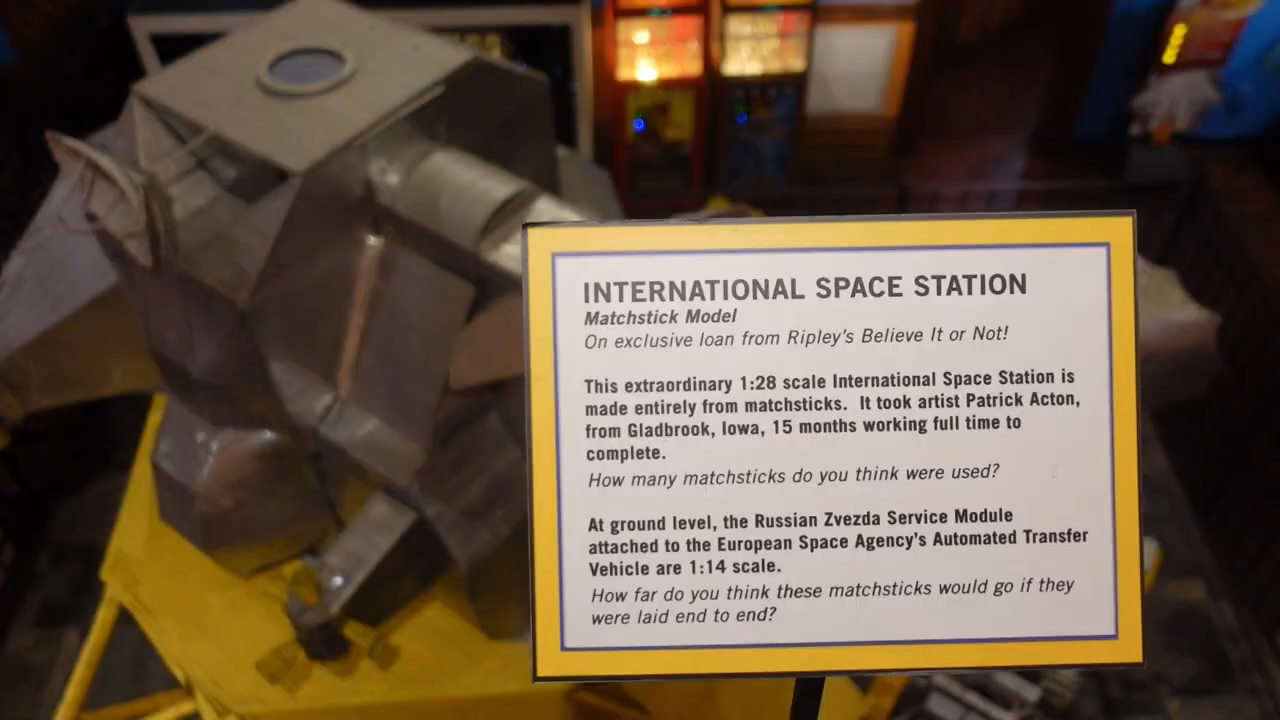 INTERNATIONAL SPACE STATION
Matchstick Model
On exclusive loan from Ripley's Believe It or Not!
This extraordinary 1:28 scale International Space Station is
made entirely from matchsticks. It took artist Patrick Acton,
from Gladbrook, Iowa, 15 months working full time to
complete.
How many matchsticks do you think were used?
At ground level, the Russian Zvezda Service Module
attached to the European Space Agency's Automated Transfer
Vehicle are 1:14 scale.
How far do you think these matchsticks would go if they
were laid end to end?